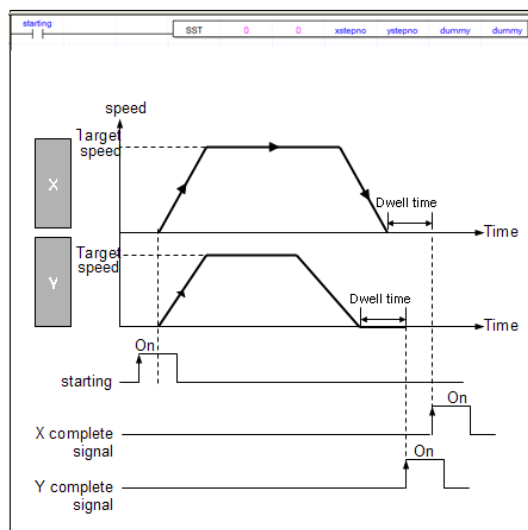 starting
SST 0 0 xstepno ystepno dummy dummy
speed
Target
speed
X
Dwell time
Time
Target
speed
Y
Dwell time
Time
On
starting
On
X complete
signal
On
Y complete
signal